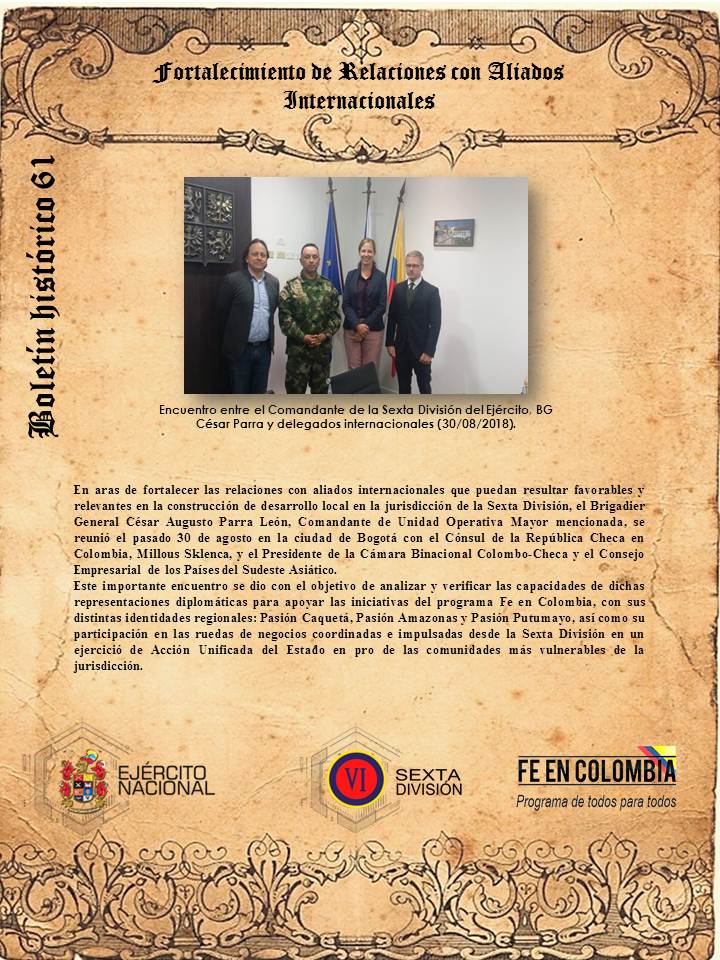 Fortalecimiento de Relaciones con Aliados
Internacionales
Boletín histórico 61
Encuentro entre el Comandante de la Sexta División del Ejército, BG
César Parra y delegados internacionales (30/08/2018).
En aras de fortalecer las relaciones con aliados internacionales que puedan resultar favorables y
relevantes en la construcción de desarrollo local en la jurisdicción de la Sexta División, el Brigadier
General César Augusto Parra León, Comandante de Unidad Operativa Mayor mencionada, se
reunió el pasado 30 de agosto en la ciudad de Bogotá con el Cónsul de la República Checa en
Colombia, Millous Sklenca, y el Presidente de la Cámara Binacional Colombo-Checa y el Consejo
Empresarial de los Países del Sudeste Asiático.
Este importante encuentro se dio con el objetivo de analizar y verificar las capacidades de dichas
representaciones diplomáticas para apoyar las iniciativas del programa Fe en Colombia, con sus
distintas identidades regionales: Pasión Caquetá, Pasión Amazonas y Pasión Putumayo, así como su
participación en las ruedas de negocios coordinadas e impulsadas desde la Sexta División en un
ejercició de Acción Unificada del Estado en pro de las comunidades más vulnerables de la
jurisdicción.
EJÉRCITO
NACIONAL
VI
SEXTA
DIVISIÓN
FE EN COLOMBIA
Programa de todos para todos